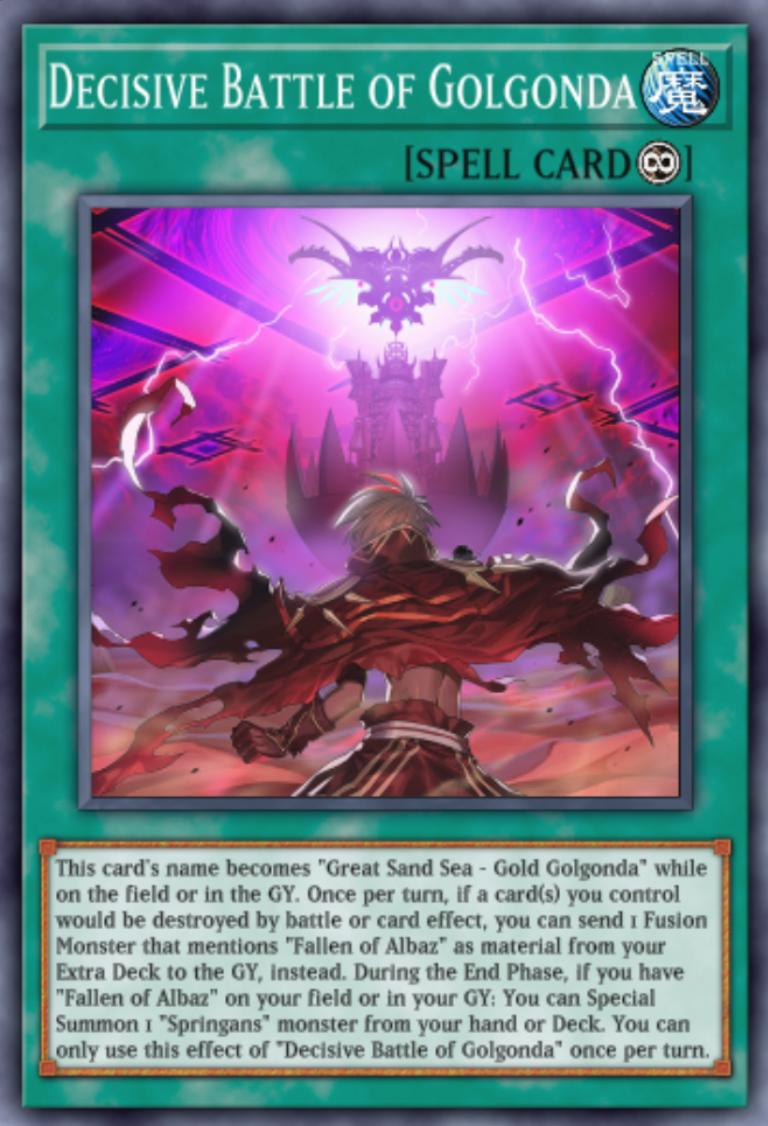 DECISIVE BATTLE OF GOLGONDA
SPELL
魔
[SPELL CARD]
This card's name becomes "Great Sand Sea - Gold Golgonda" while
on the field or in the GY. Once per turn, if a card(s) you control
would be destroyed by battle or card effect, you can send 1 Fusion
Monster that mentions "Fallen of Albaz" as material from your
Extra Deck to the GY, instead. During the End Phase, if you have
"Fallen of Albaz" on your field or in your GY: You can Special
Summon 1 "Springans" monster from your hand or Deck. You can
only use this effect of "Decisive Battle of Golgonda" once per turn.